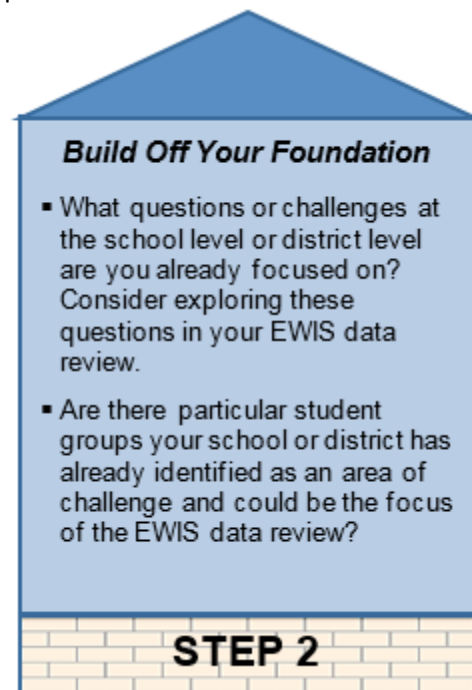 Build Off Your Foundation
▪ What questions or challenges at
the school level or district level
are you already focused on?
Consider exploring these
questions in your EWIS data
review.
▪ Are there particular student
groups your school or district has
already identified as an area of
challenge and could be the focus
of the EWIS data review?
STEP 2